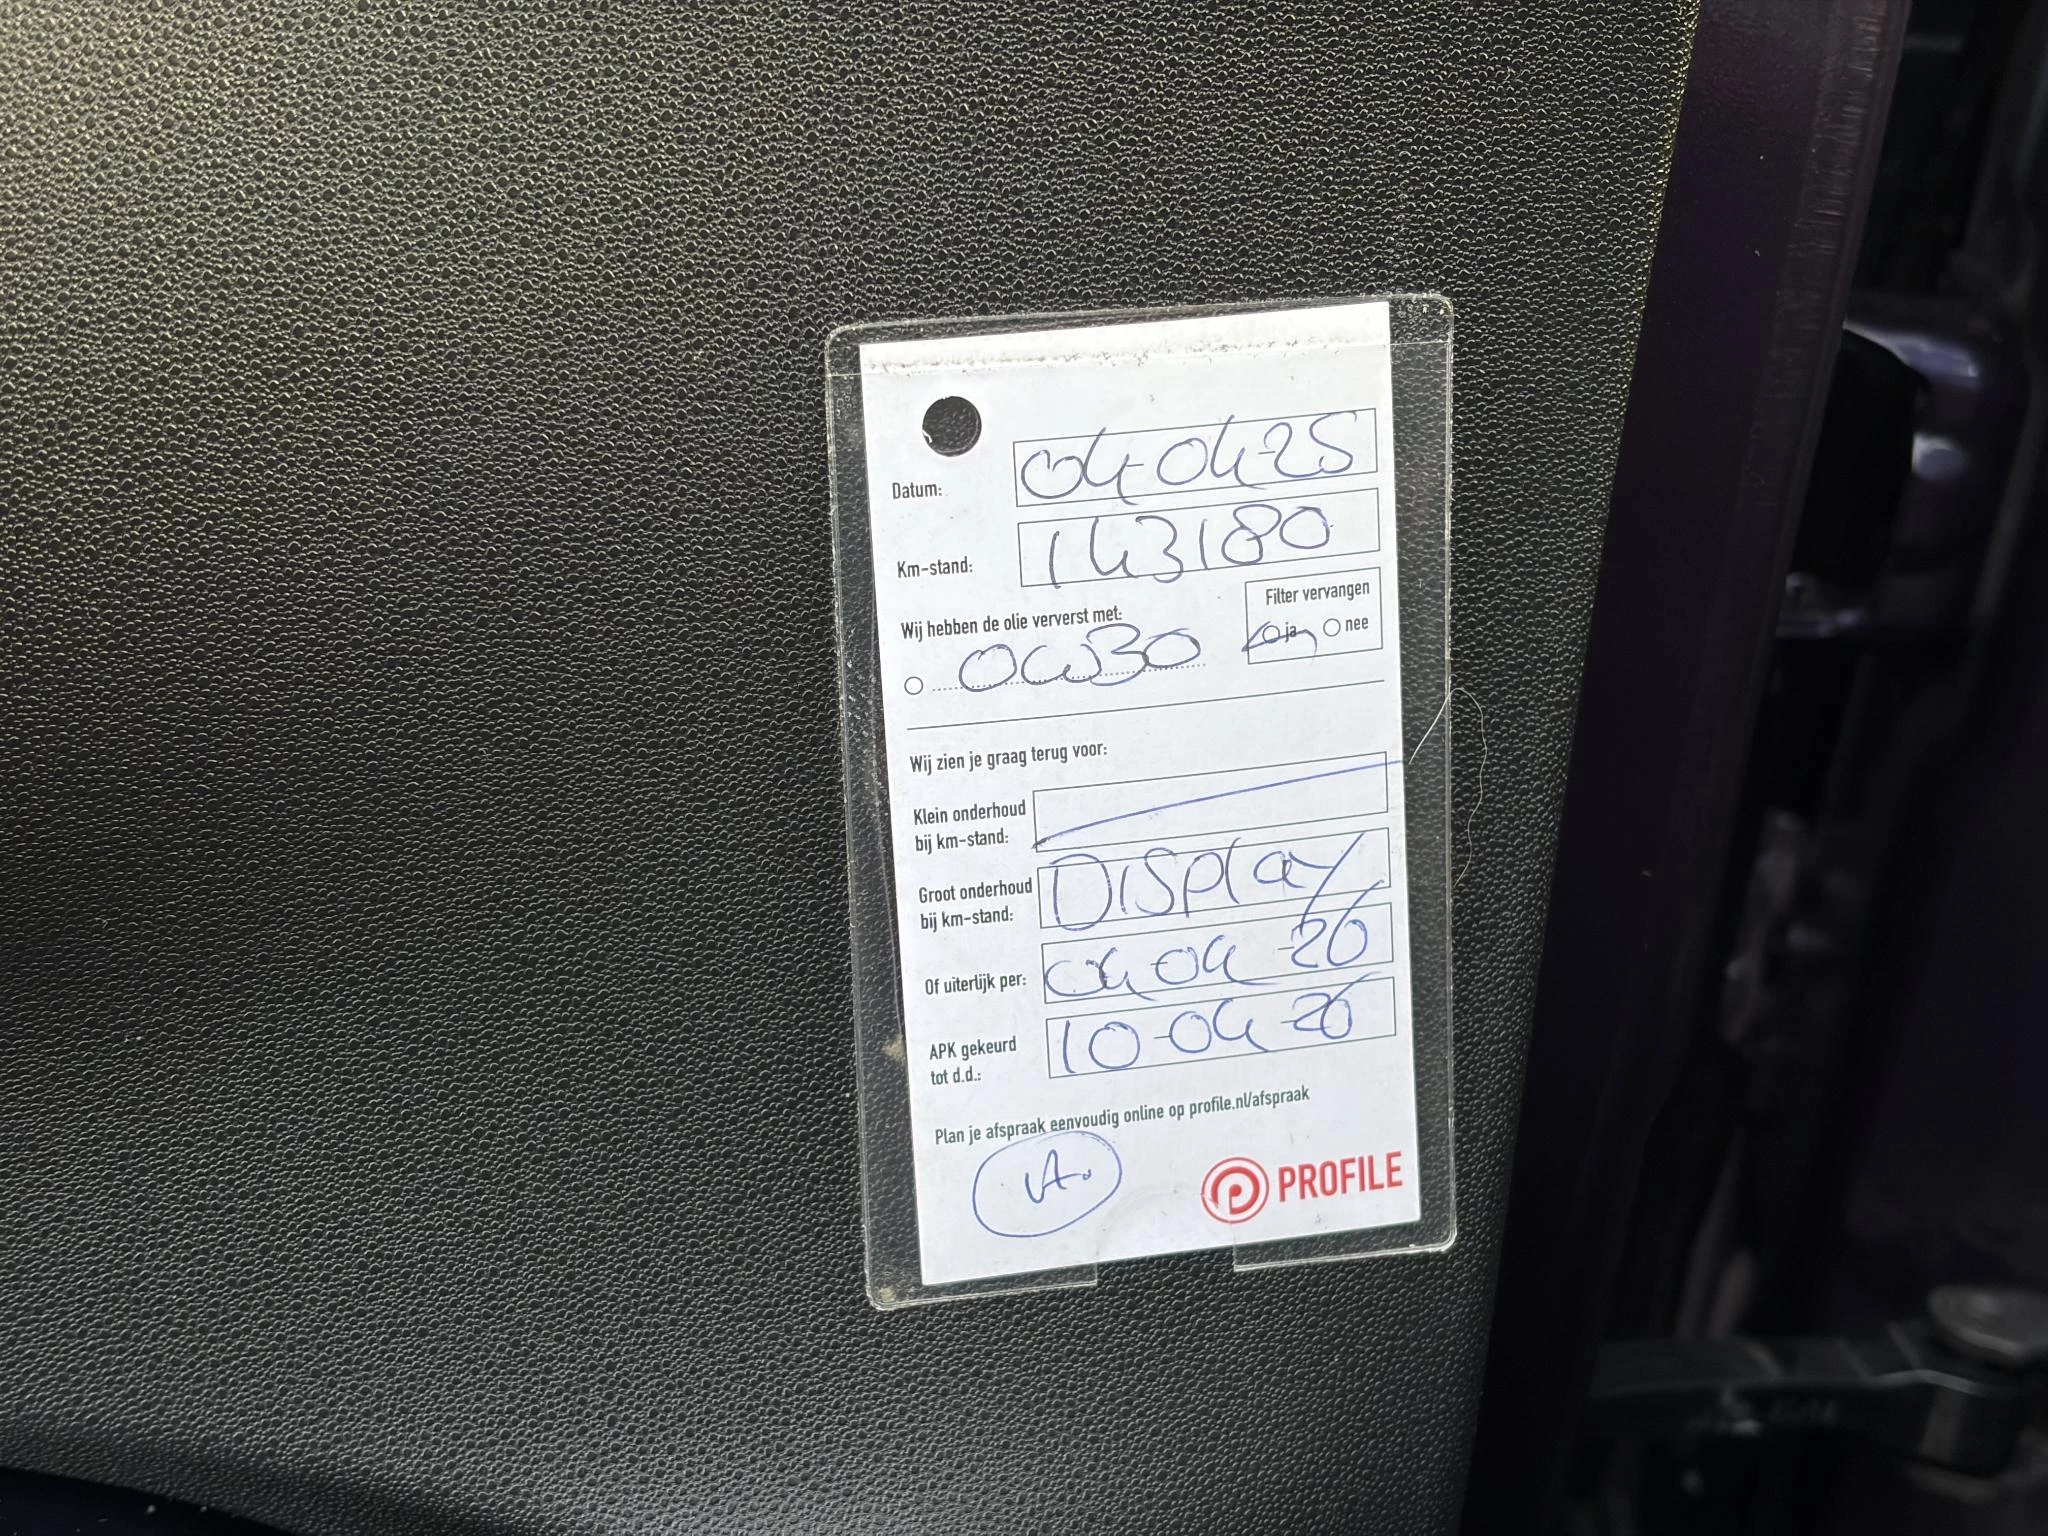 Datum: 04-04-25
Km-stand: 143180
Wij hebben de olie ververst met:
Filter vervangen
ja nee
0W30
Wij zien je graag terug voor:
Klein onderhoud
bij km-stand:
Groot onderhoud
bij km-stand: Display
Of uiterlijk per: 04-04-26
APK gekeurd
tot d.d.: 10-04-26
Plan je afspraak eenvoudig online op profile.nl/afspraak
A.
PROFILE